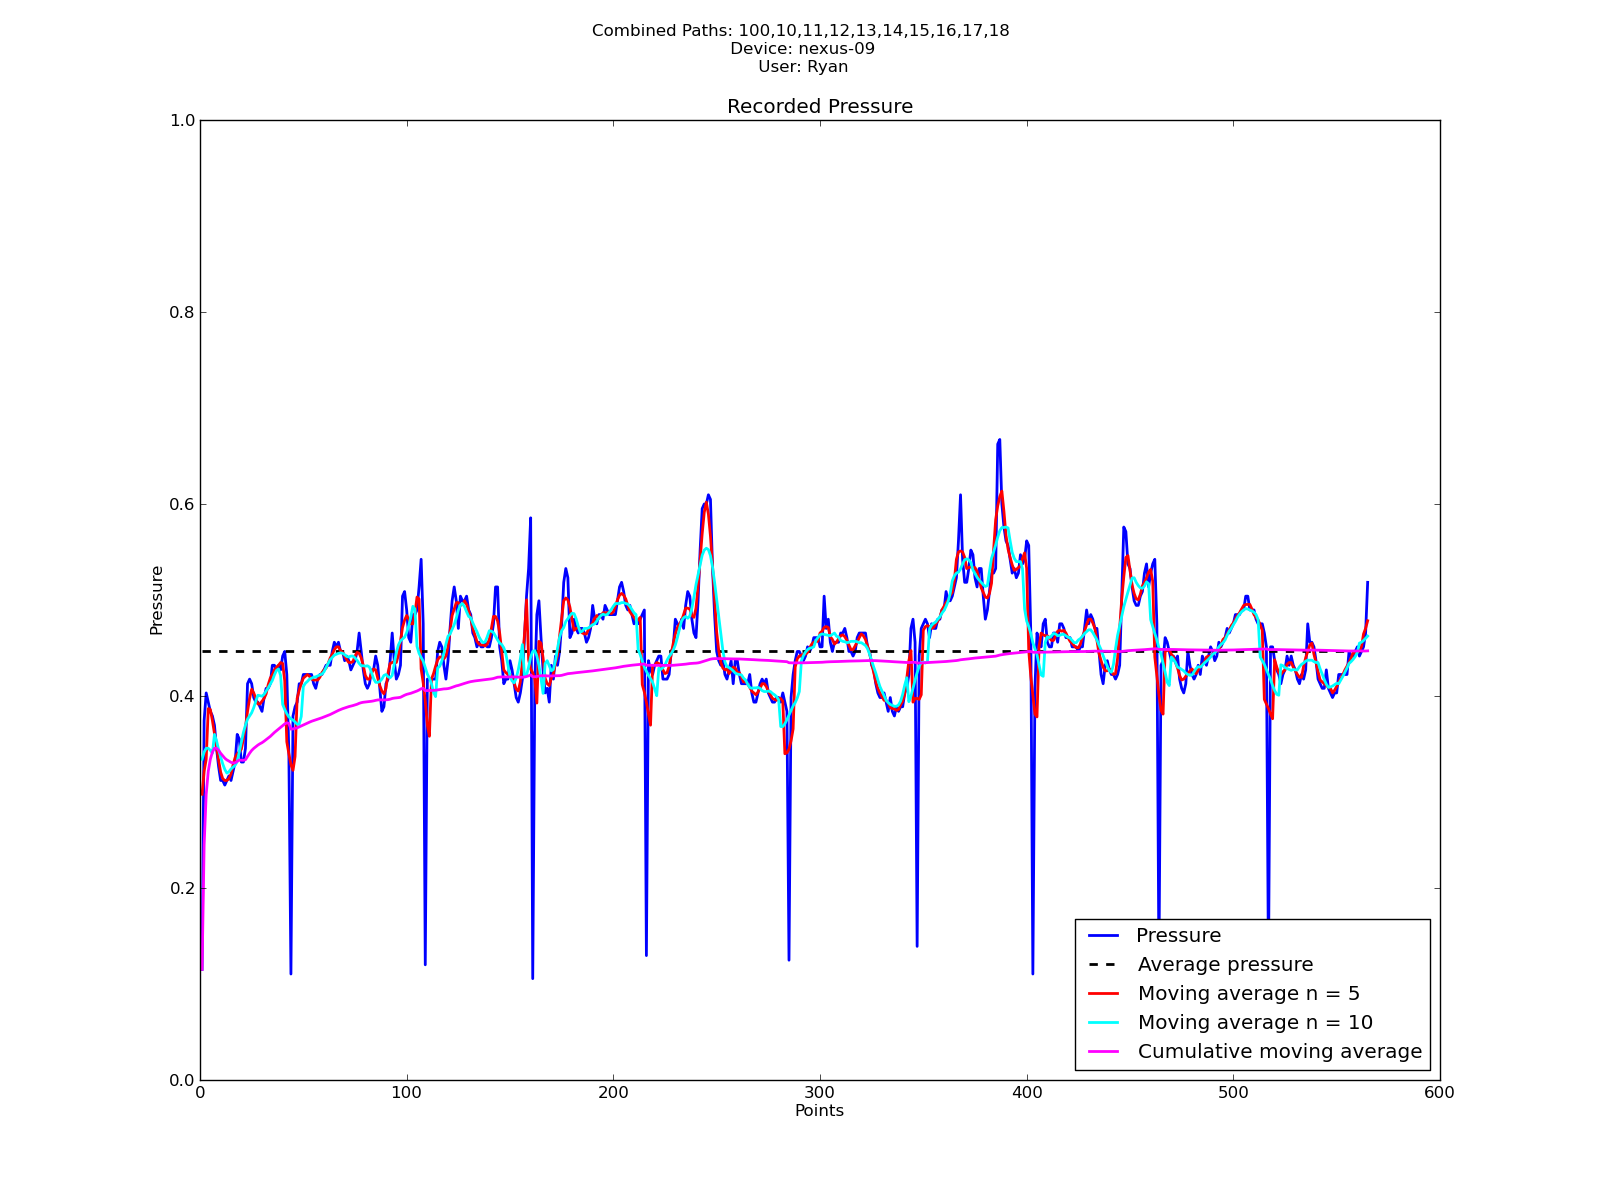 Combined Paths: 100,10,11,12,13,14,15,16,17,18
Device: nexus-09
User: Ryan
Recorded Pressure
1.0
0.8
0.6
0.4
0.2
0.0
Pressure
Pressure
Average pressure
Moving average n = 5
Moving average n = 10
Cumulative moving average
0 100 200 300 400 500 600
Points